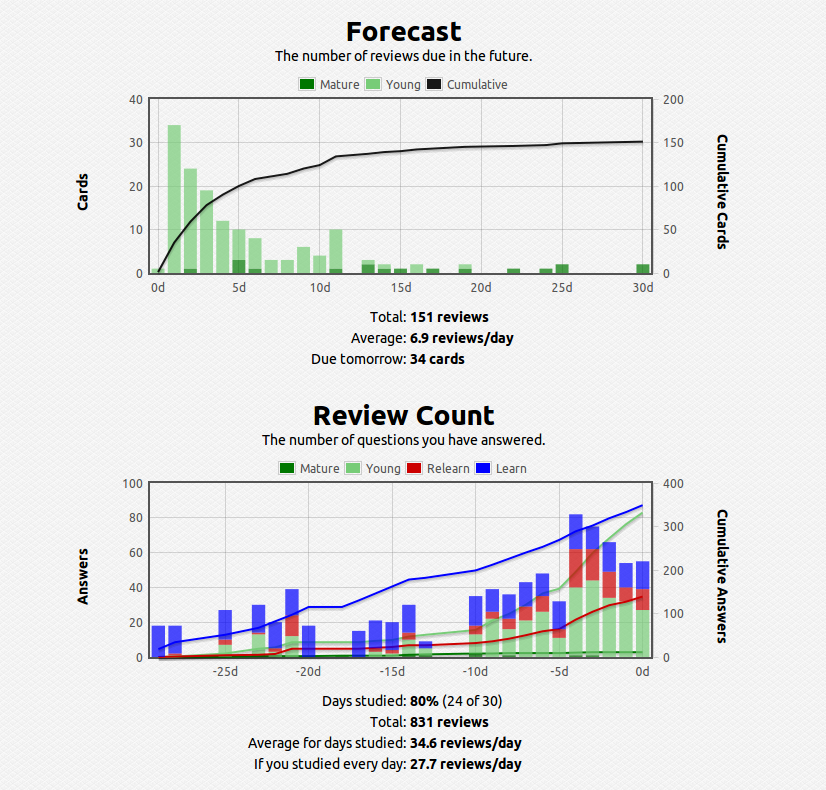 Forecast
The number of reviews due in the future.
Mature Young Cumulative
40 200
30 150
20 100
10 50
0 0
Cards
Cumulative Cards
0d 5d 10d 15d 20d 25d 30d
Total: 151 reviews
Average: 6.9 reviews/day
Due tomorrow: 34 cards
Review Count
The number of questions you have answered.
Mature Young Relearn Learn
100 400
80
300
60
200
40
20 100
0 0
Answers
Cumulative Answers
-25d -20d -15d -10d -5d 0d
Days studied: 80% (24 of 30)
Total: 831 reviews
Average for days studied: 34.6 reviews/day
If you studied every day: 27.7 reviews/day